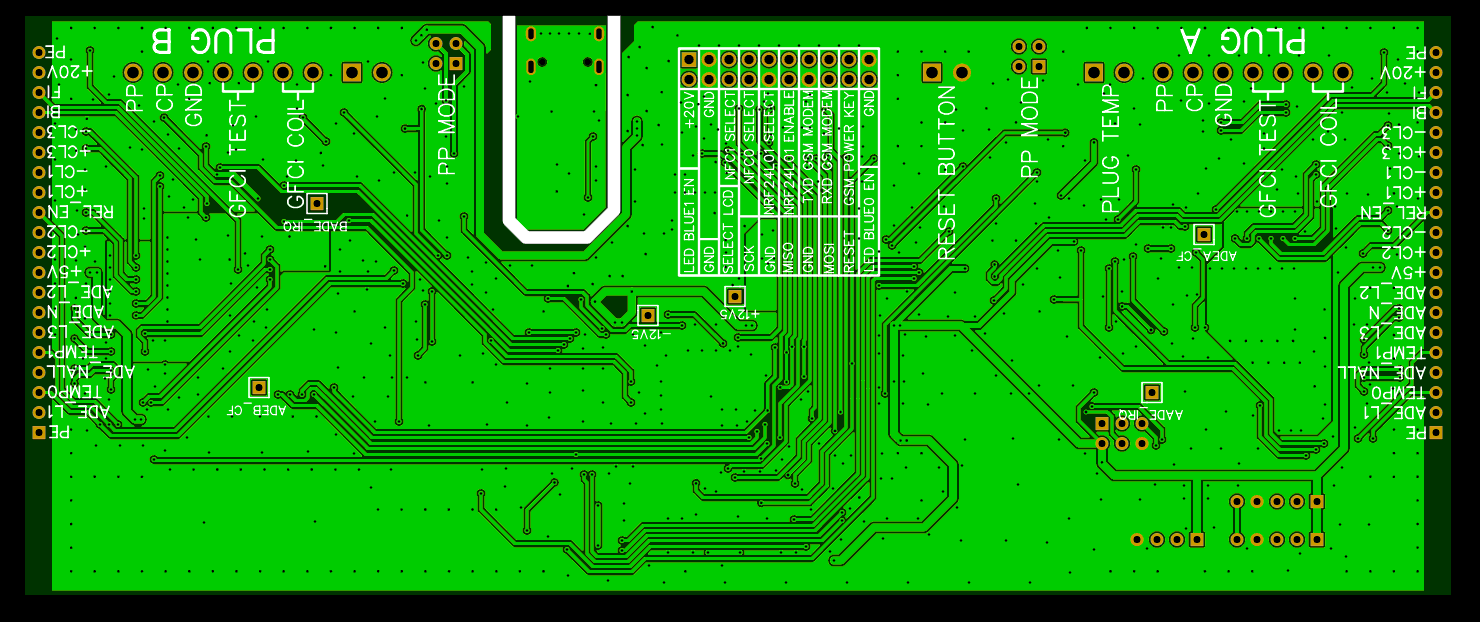 PLUG B
PP
CP
GND
GFCI TEST
GFCI COIL
PP MODE
PE
+20V
FI
BI
-CL3
+CL3
-CL1
+CL1
REL_EN
-CL2
+CL2
+5V
ADE_L2
ADE_N
ADE_L3
TEMP1
ADE_NALL
TEMP0
ADE_L1
PE
BADE_IRQ
ADEB_CF
-12V5
+12V5
+20V
GND
NFC1 SELECT
NFC0 SELECT
NRF24L01 SELECT
NRF24L01 ENABLE
TXD GSM MODEM
RXD GSM MODEM
GSM POWER KEY
GND
LED BLUE1 EN
GND
SELECT LCD
SCK
GND
MISO
GND
MOSI
RESET
LED BLUE0 EN
RESET BUTTON
PP MODE
PLUG TEMP
PLUG A
PP
CP
GND
GFCI TEST
GFCI COIL
ADEA_CF
AADE_IRQ
PE
+20V
FI
BI
-CL3
+CL3
-CL1
+CL1
REL_EN
-CL2
+CL2
+5V
ADE_L2
ADE_N
ADE_L3
TEMP1
ADE_NALL
TEMP0
ADE_L1
PE